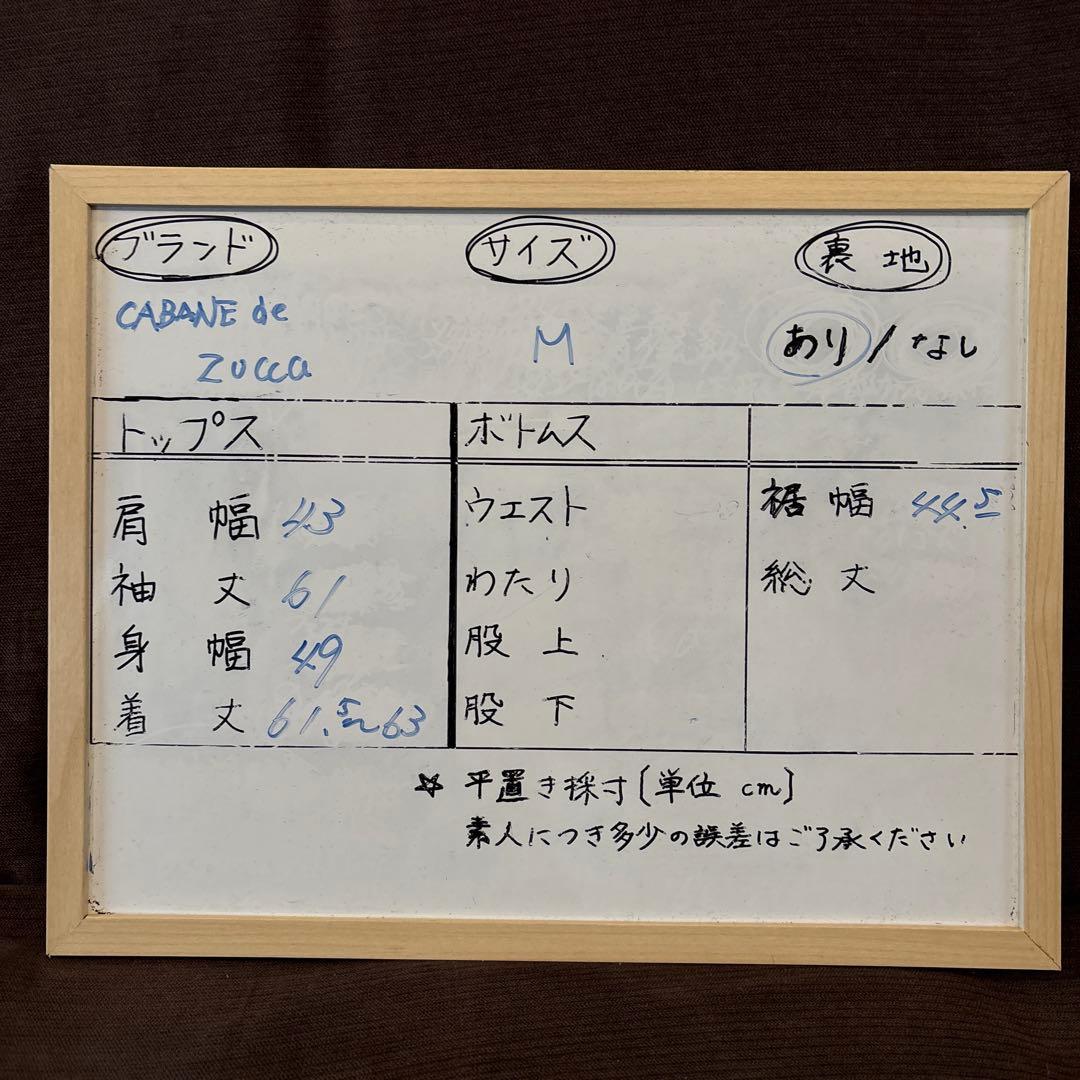 ブランド サイズ 裏地
CABANE de
ZUCCa M あり/なし
トップス ボトムス
肩幅 43 ウエスト 裾幅 44.5
袖丈 61 わたり 総丈
身幅 49 股上
着丈 61.5〜63 股下
☆ 平置き採寸〔単位 cm〕
素人につき多少の誤差はご了承ください